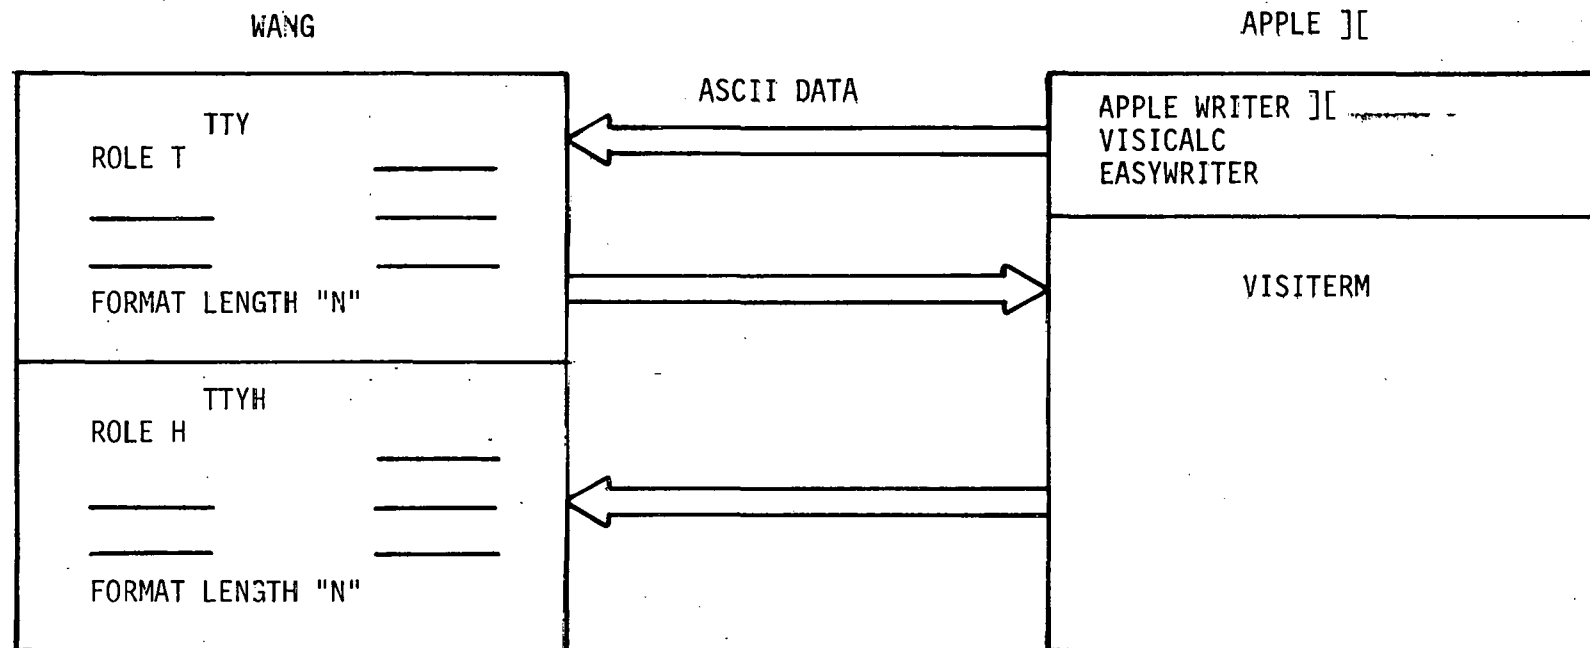 WANG
APPLE ][
ASCII DATA
TTY
ROLE T
FORMAT LENGTH "N"
TTYH
ROLE H
FORMAT LENGTH "N"
APPLE WRITER ][
VISICALC
EASYWRITER
VISITERM